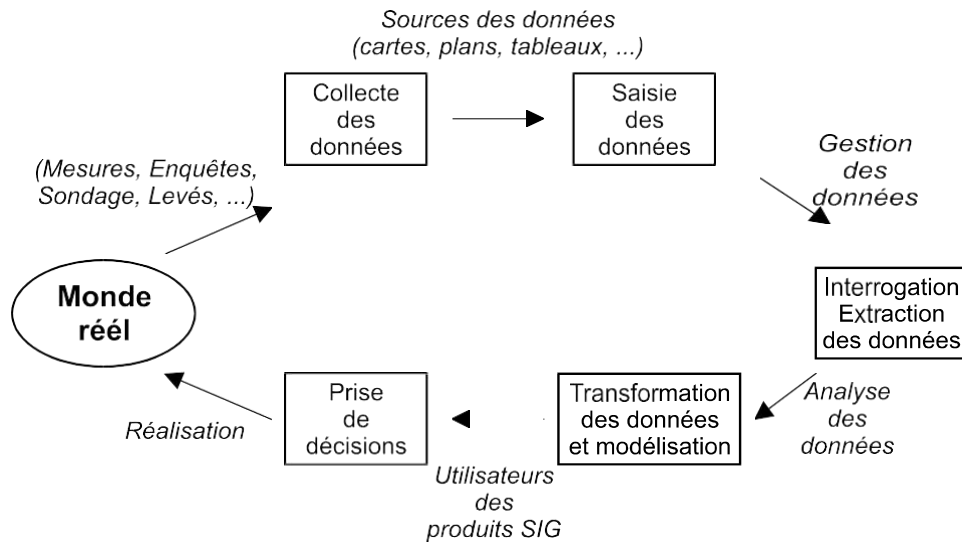 Sources des données
(cartes, plans, tableaux, ...)
Collecte
des
données
Saisie
des
données
(Mesures, Enquêtes,
Sondage, Levés, ...)
Gestion
des
données
Monde
réél
Interrogation
Extraction
des données
Prise
de
décisions
Transformation
des données
et modélisation
Analyse
des
données
Réalisation
Utilisateurs
des
produits SIG